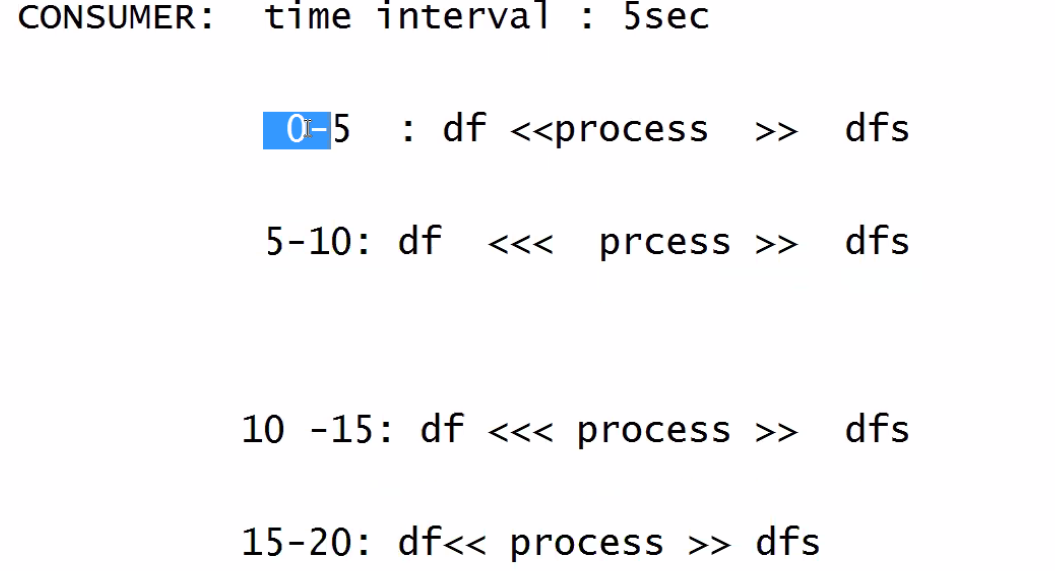 CONSUMER:  time interval : 5sec
0-5  : df <<process  >>  dfs
5-10: df  <<<  prcess >>  dfs
10 -15: df <<< process >>  dfs
15-20: df<< process >> dfs